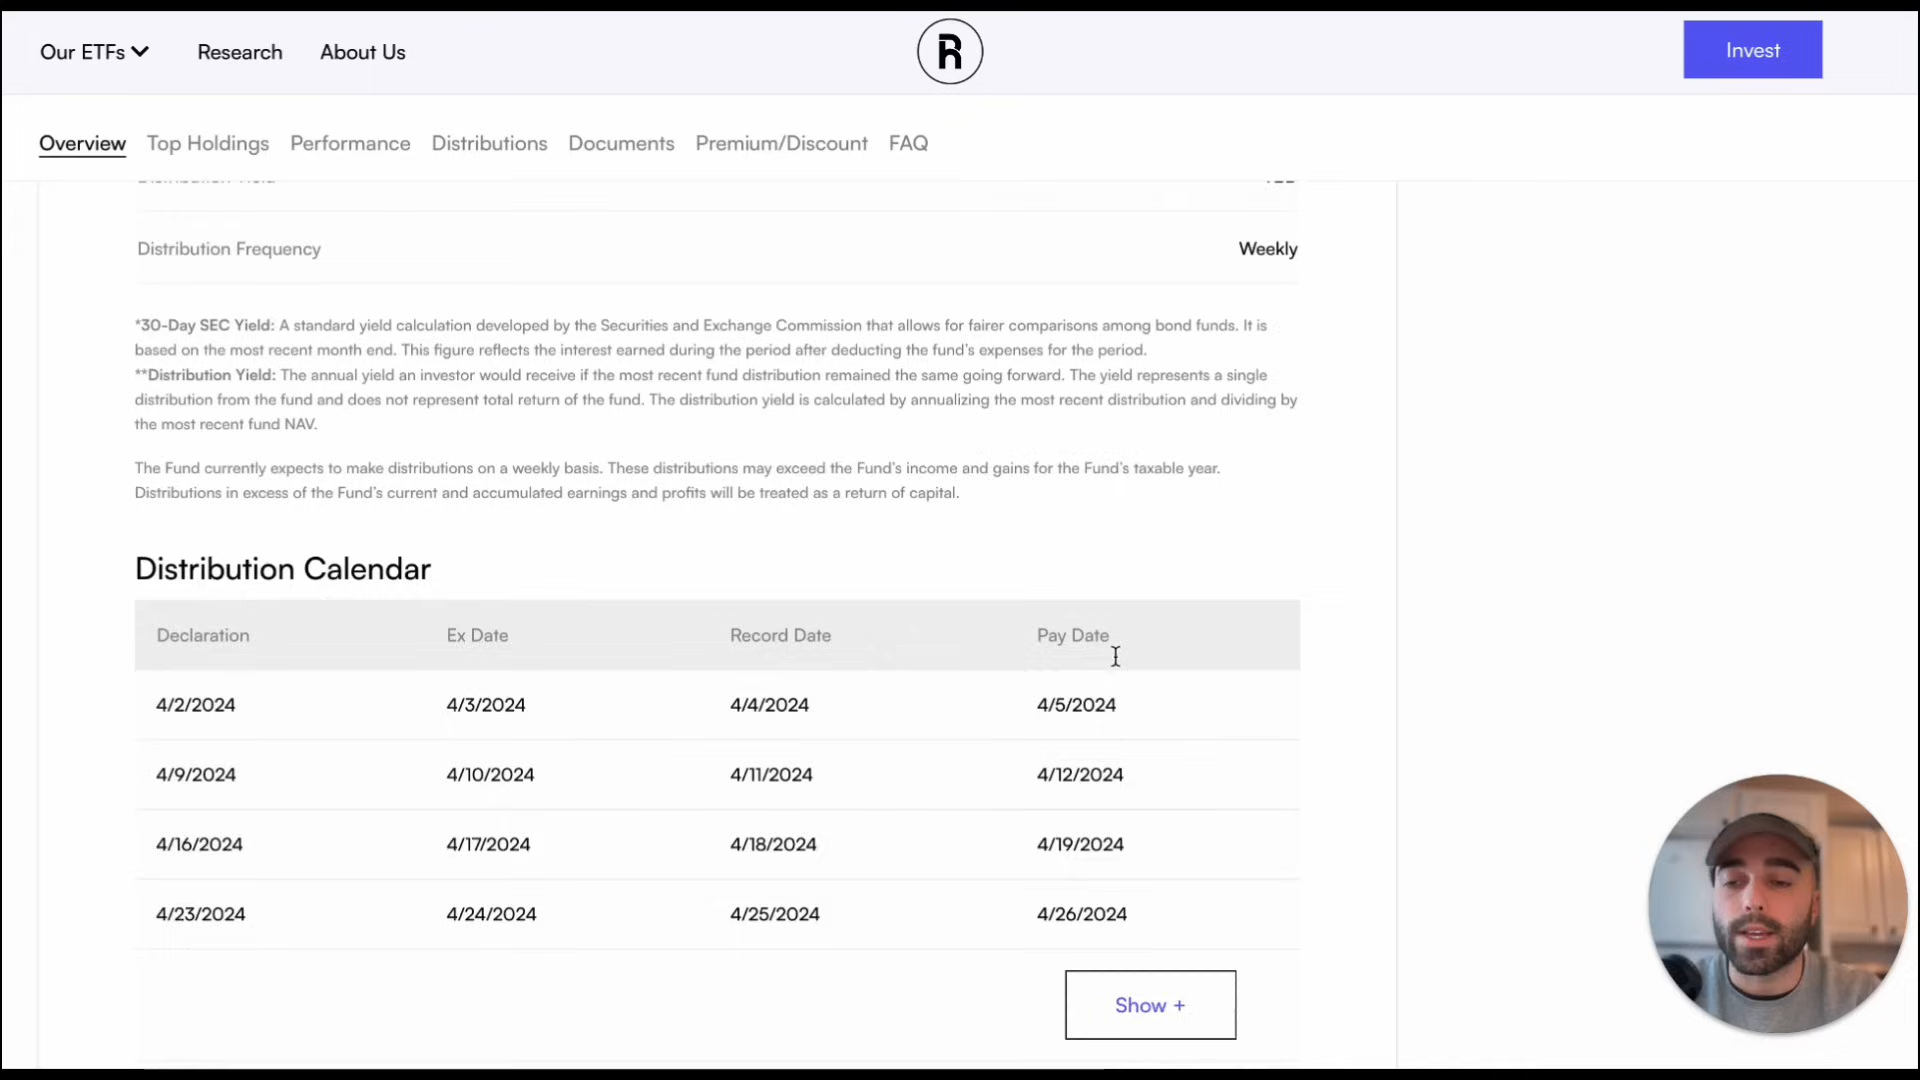 Our ETFs
Research
About Us
R
Invest
Overview
Top Holdings
Performance
Distributions
Documents
Premium/Discount
FAQ
Distribution Frequency
Weekly
*30-Day SEC Yield: A standard yield calculation developed by the Securities and Exchange Commission that allows for fairer comparisons among bond funds. It is
based on the most recent month end. This figure reflects the interest earned during the period after deducting the fund's expenses for the period.
**Distribution Yield: The annual yield an investor would receive if the most recent fund distribution remained the same going forward. The yield represents a single
distribution from the fund and does not represent total return of the fund. The distribution yield is calculated by annualizing the most recent distribution and dividing by
the most recent fund NAV.
The Fund currently expects to make distributions on a weekly basis. These distributions may exceed the Fund's income and gains for the Fund's taxable year.
Distributions in excess of the Fund's current and accumulated earnings and profits will be treated as a return of capital.
Distribution Calendar
Declaration Ex Date Record Date Pay Date
4/2/2024 4/3/2024 4/4/2024 4/5/2024
4/9/2024 4/10/2024 4/11/2024 4/12/2024
4/16/2024 4/17/2024 4/18/2024 4/19/2024
4/23/2024 4/24/2024 4/25/2024 4/26/2024
Show +